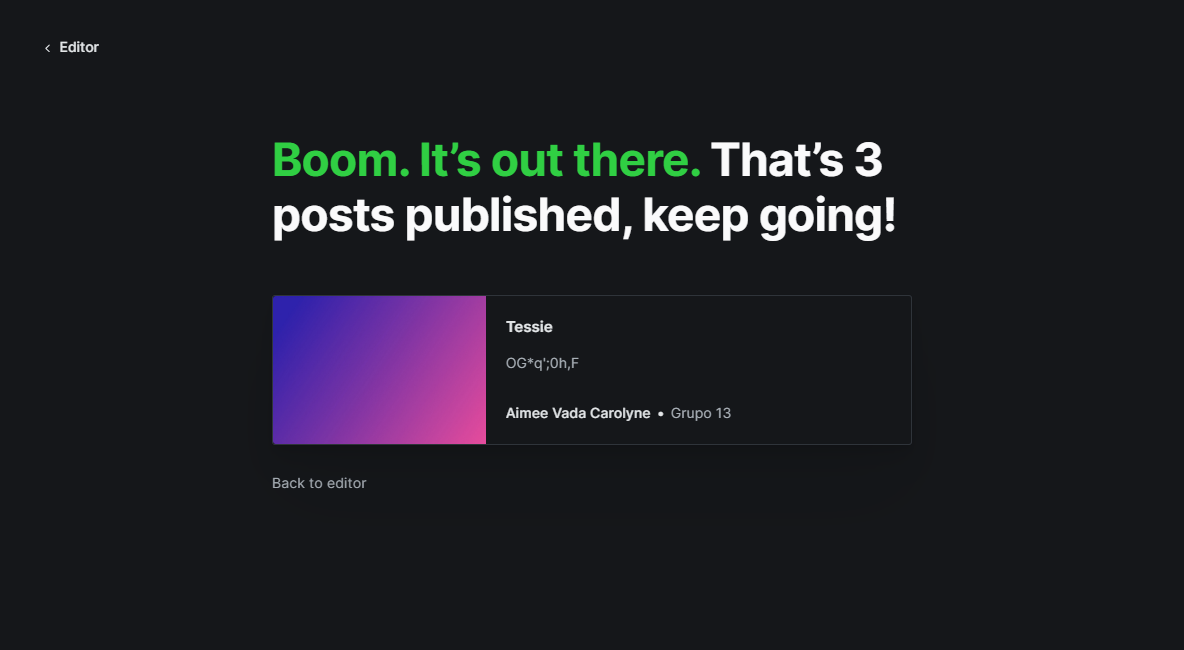 Editor
Boom. It’s out there. That’s 3
posts published, keep going!
Tessie
OG*q';0h,F
Aimee Vada Carolyne • Grupo 13
Back to editor